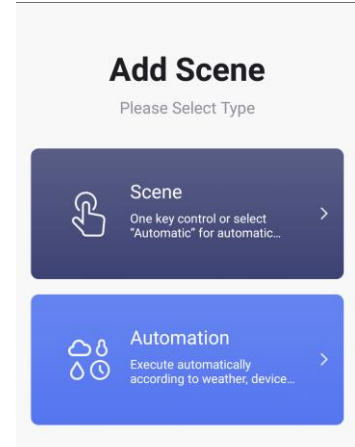 Add Scene
Please Select Type
Scene
One key control or select
"Automatic" for automatic...
Automation
Execute automatically
according to weather, device...